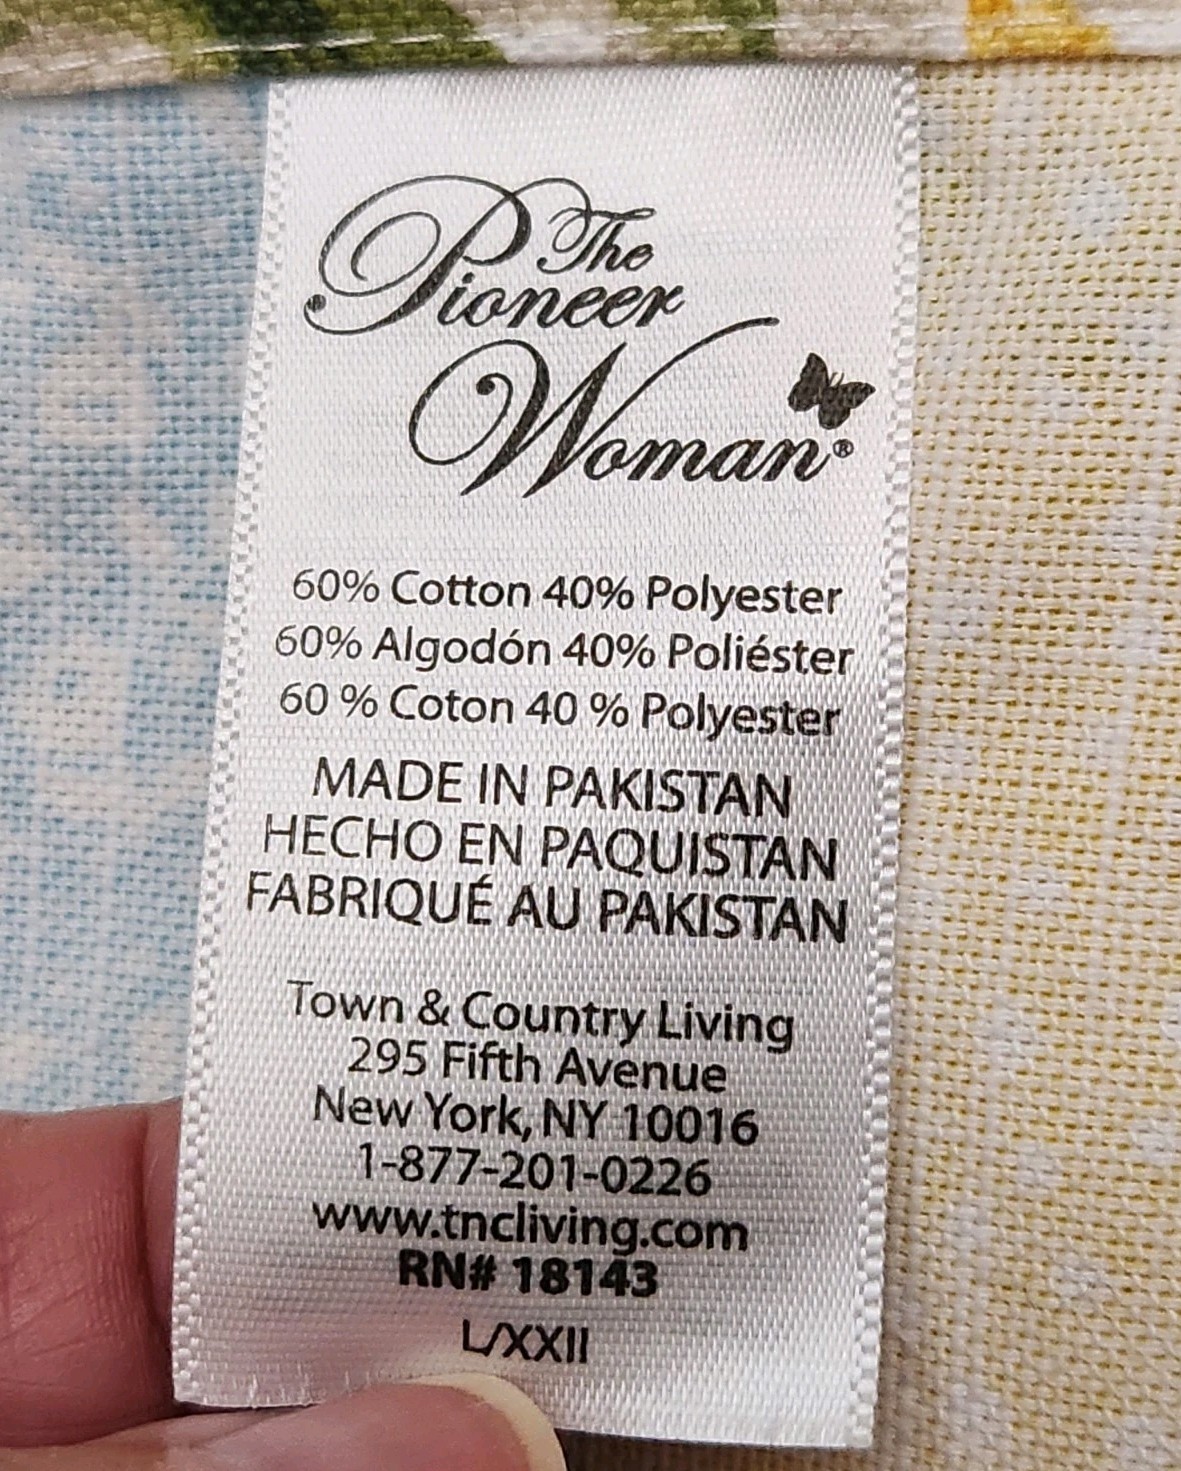 The
Pioneer
Woman®
60% Cotton 40% Polyester
60% Algodón 40% Poliéster
60 % Coton 40 % Polyester
MADE IN PAKISTAN
HECHO EN PAQUISTAN
FABRIQUÉ AU PAKISTAN
Town & Country Living
295 Fifth Avenue
New York, NY 10016
1-877-201-0226
www.tncliving.com
RN# 18143
L/XXII